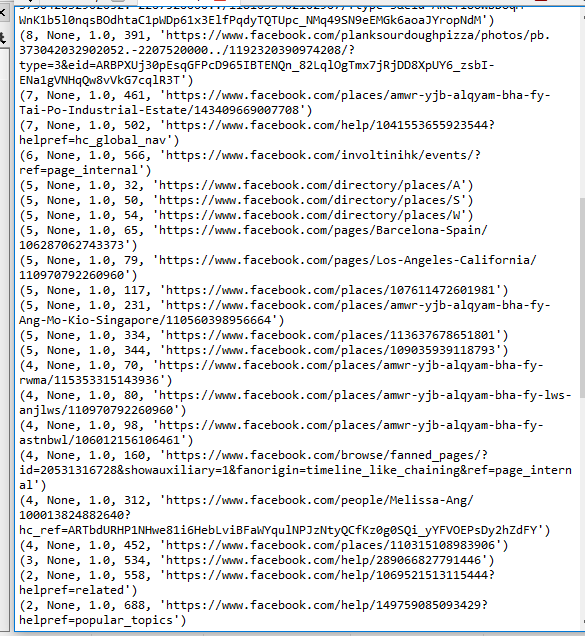 WnK1b5l0nqsBOdhtaC1pWDp61x3ElfPqdyTQTUpc_NMq49SN9eEMGk6aoaJYropNdM')
(8, None, 1.0, 391, 'https://www.facebook.com/planksourdoughpizza/photos/pb.
373042032902052.-2207520000../1192320390974208/?
type=3&eid=ARBPXUj30pEsqGFPcD965IBTENQn_82LqlOgTmx7jRjDD8XpUY6_zsbI-
ENa1gVNHqQw8vVkG7cqlR3T')
(7, None, 1.0, 461, 'https://www.facebook.com/places/amwr-yjb-alqyam-bha-fy-
Tai-Po-Industrial-Estate/143409669007708')
(7, None, 1.0, 502, 'https://www.facebook.com/help/1041553655923544?
helpref=hc_global_nav')
(6, None, 1.0, 566, 'https://www.facebook.com/involtinihk/events/?
ref=page_internal')
(5, None, 1.0, 32, 'https://www.facebook.com/directory/places/A')
(5, None, 1.0, 50, 'https://www.facebook.com/directory/places/S')
(5, None, 1.0, 54, 'https://www.facebook.com/directory/places/W')
(5, None, 1.0, 65, 'https://www.facebook.com/pages/Barcelona-Spain/
106287062743373')
(5, None, 1.0, 79, 'https://www.facebook.com/pages/Los-Angeles-California/
110970792260960')
(5, None, 1.0, 117, 'https://www.facebook.com/places/107611472601981')
(5, None, 1.0, 231, 'https://www.facebook.com/places/amwr-yjb-alqyam-bha-fy-
Ang-Mo-Kio-Singapore/110560398956664')
(5, None, 1.0, 334, 'https://www.facebook.com/places/113637678651801')
(5, None, 1.0, 344, 'https://www.facebook.com/places/109035939118793')
(4, None, 1.0, 70, 'https://www.facebook.com/places/amwr-yjb-alqyam-bha-fy-
rwma/115353315143936')
(4, None, 1.0, 80, 'https://www.facebook.com/places/amwr-yjb-alqyam-bha-fy-lws-
anjlws/110970792260960')
(4, None, 1.0, 98, 'https://www.facebook.com/places/amwr-yjb-alqyam-bha-fy-
astnbwl/106012156106461')
(4, None, 1.0, 160, 'https://www.facebook.com/browse/fanned_pages/?
id=20531316728&showauxiliary=1&fanorigin=timeline_like_chaining&ref=page_intern
al')
(4, None, 1.0, 312, 'https://www.facebook.com/people/Melissa-Ang/
100013824882640?
hc_ref=ARTbdURHP1NHwe81i6HebLviBFaWYqulNPJzNtyQCfKz0g0SQi_yYFVOEPsDy2hZdFY')
(4, None, 1.0, 452, 'https://www.facebook.com/places/110315108983906')
(3, None, 1.0, 534, 'https://www.facebook.com/help/289066827791446')
(2, None, 1.0, 558, 'https://www.facebook.com/help/1069521513115444?
helpref=related')
(2, None, 1.0, 688, 'https://www.facebook.com/help/149759085093429?
helpref=popular_topics')